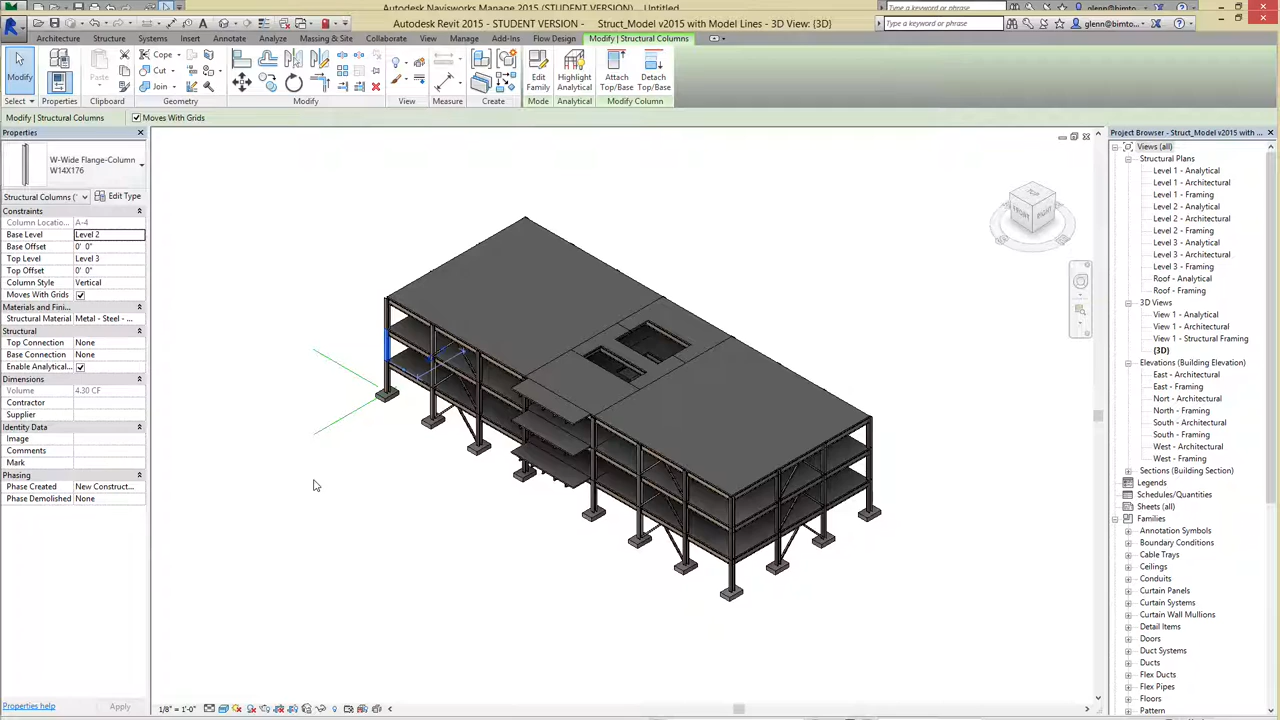 Autodesk Navisworks Manage 2015 (STUDENT VERSION) Untitled
Autodesk Revit 2015 - STUDENT VERSION - Struct_Model v2015 with Model Lines - 3D View: {3D}
Type a keyword or phrase
glenn@bimto...
Architecture Structure Systems Insert Annotate Analyze Massing & Site Collaborate View Manage Add-Ins Flow Design Modify | Structural Columns
Modify
Paste
Cope
Cut
Join
Edit Family
Highlight Analytical
Attach Top/Base
Detach Top/Base
Select Properties Clipboard Geometry Modify View Measure Create Mode Analytical Modify Column
Modify | Structural Columns
Moves With Grids
Properties
W-Wide Flange-Column
W14X176
Structural Columns (
Edit Type
Constraints
Column Locatio... A-4
Base Level Level 2
Base Offset 0' 0"
Top Level Level 3
Top Offset 0' 0"
Column Style Vertical
Moves With Grids
Materials and Fini...
Structural Material Metal - Steel - ...
Structural
Top Connection None
Base Connection None
Enable Analytical...
Dimensions
Volume 4.30 CF
Contractor
Supplier
Identity Data
Image
Comments
Mark
Phasing
Phase Created New Construct...
Phase Demolished None
Properties help
Apply
TOP
FRONT
RIGHT
1/8" = 1'-0"
Project Browser - Struct_Model v2015 with ...
Views (all)
Structural Plans
Level 1 - Analytical
Level 1 - Architectural
Level 1 - Framing
Level 2 - Analytical
Level 2 - Architectural
Level 2 - Framing
Level 3 - Analytical
Level 3 - Architectural
Level 3 - Framing
Roof - Analytical
Roof - Framing
3D Views
View 1 - Analytical
View 1 - Architectural
View 1 - Structural Framing
{3D}
Elevations (Building Elevation)
East - Architectural
East - Framing
Nort - Architectural
North - Framing
South - Architectural
South - Framing
West - Architectural
West - Framing
Sections (Building Section)
Legends
Schedules/Quantities
Sheets (all)
Families
Annotation Symbols
Boundary Conditions
Cable Trays
Ceilings
Conduits
Curtain Panels
Curtain Systems
Curtain Wall Mullions
Detail Items
Doors
Duct Systems
Ducts
Flex Ducts
Flex Pipes
Floors
Pattern